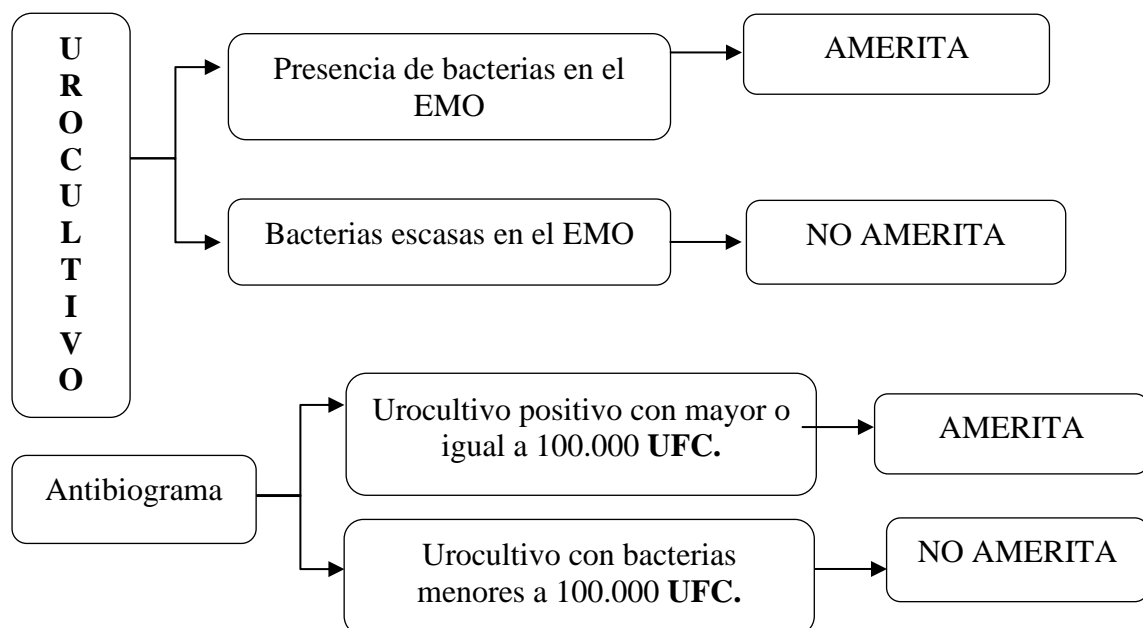 UROCULTIVO
Presencia de bacterias en el
EMO
AMERITA
Bacterias escasas en el EMO
NO AMERITA
Antibiograma
Urocultivo positivo con mayor o
igual a 100.000 UFC.
AMERITA
Urocultivo con bacterias
menores a 100.000 UFC.
NO AMERITA